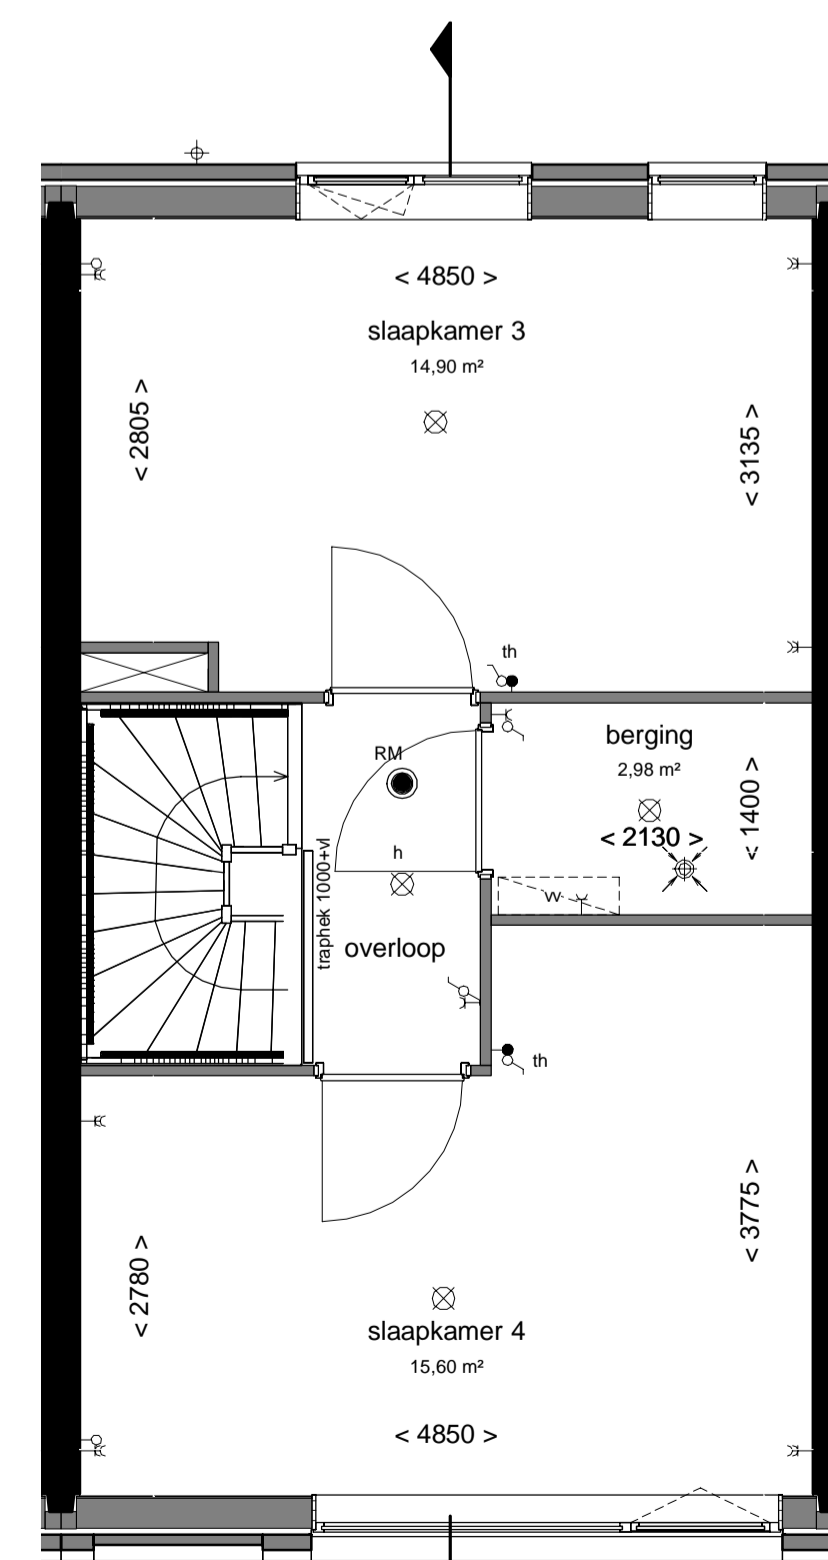 < 4850 >
slaapkamer 3
14,90 m²
< 2805 >
< 3135 >
th
berging
2,98 m²
< 1400 >
< 2130 >
RM
h
traphek 1000+vl
overloop
w
th
< 3775 >
< 2780 >
slaapkamer 4
15,60 m²
< 4850 >